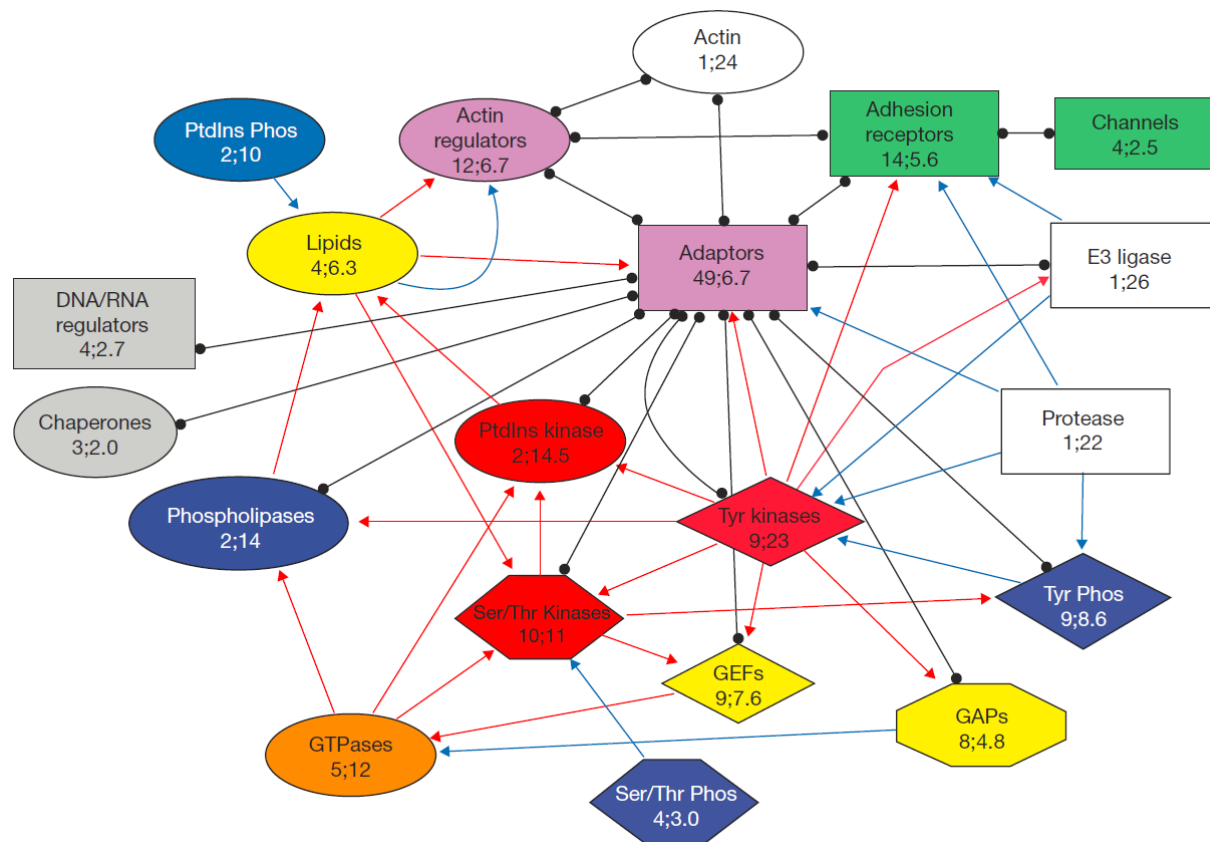 Actin
1;24
PtdIns Phos
2;10
Actin
regulators
12;6.7
Adhesion
receptors
14;5.6
Channels
4;2.5
Lipids
4;6.3
Adaptors
49;6.7
E3 ligase
1;26
DNA/RNA
regulators
4;2.7
Chaperones
3;2.0
PtdIns kinase
2;14.5
Protease
1;22
Phospholipases
2;14
Tyr kinases
9;23
Ser/Thr Kinases
10;11
Tyr Phos
9;8.6
GEFs
9;7.6
GAPs
8;4.8
GTPases
5;12
Ser/Thr Phos
4;3.0